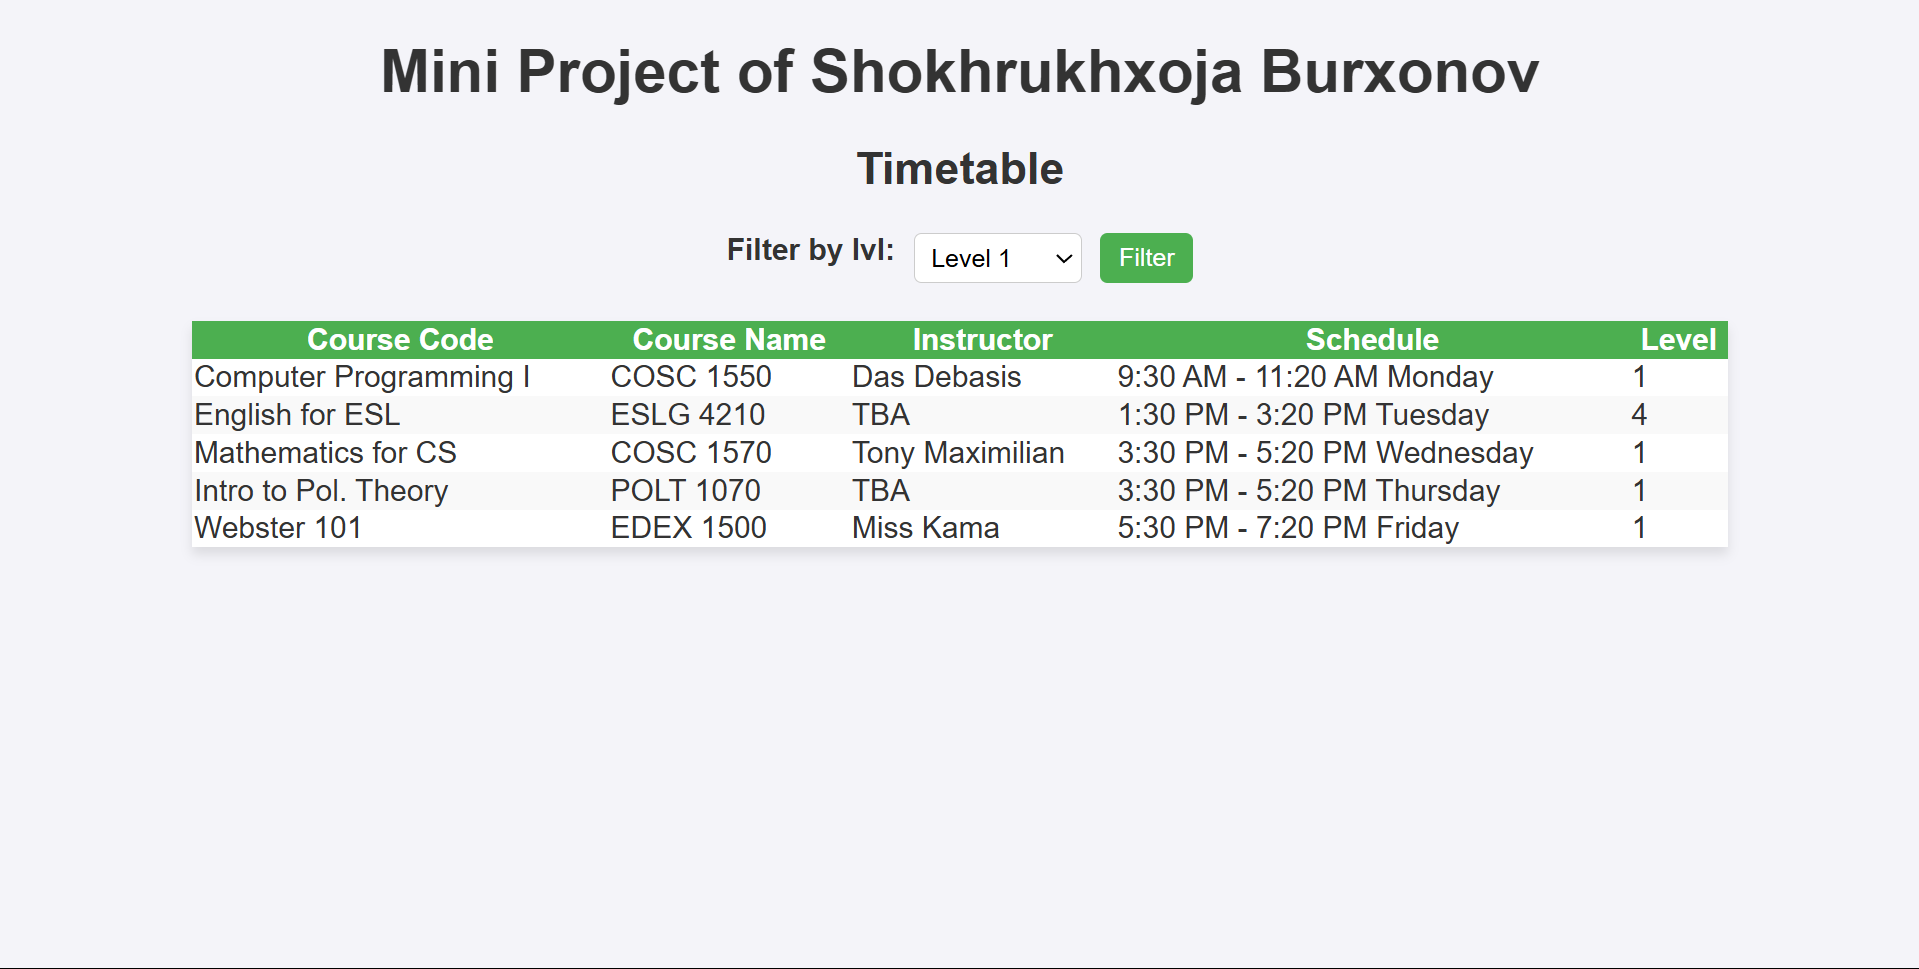 Mini Project of Shokhrukhxoja Burxonov
Timetable
Filter by lvl: Level 1 Filter
Course Code Course Name Instructor Schedule Level
Computer Programming I COSC 1550 Das Debasis 9:30 AM - 11:20 AM Monday 1
English for ESL ESLG 4210 TBA 1:30 PM - 3:20 PM Tuesday 4
Mathematics for CS COSC 1570 Tony Maximilian 3:30 PM - 5:20 PM Wednesday 1
Intro to Pol. Theory POLT 1070 TBA 3:30 PM - 5:20 PM Thursday 1
Webster 101 EDEX 1500 Miss Kama 5:30 PM - 7:20 PM Friday 1